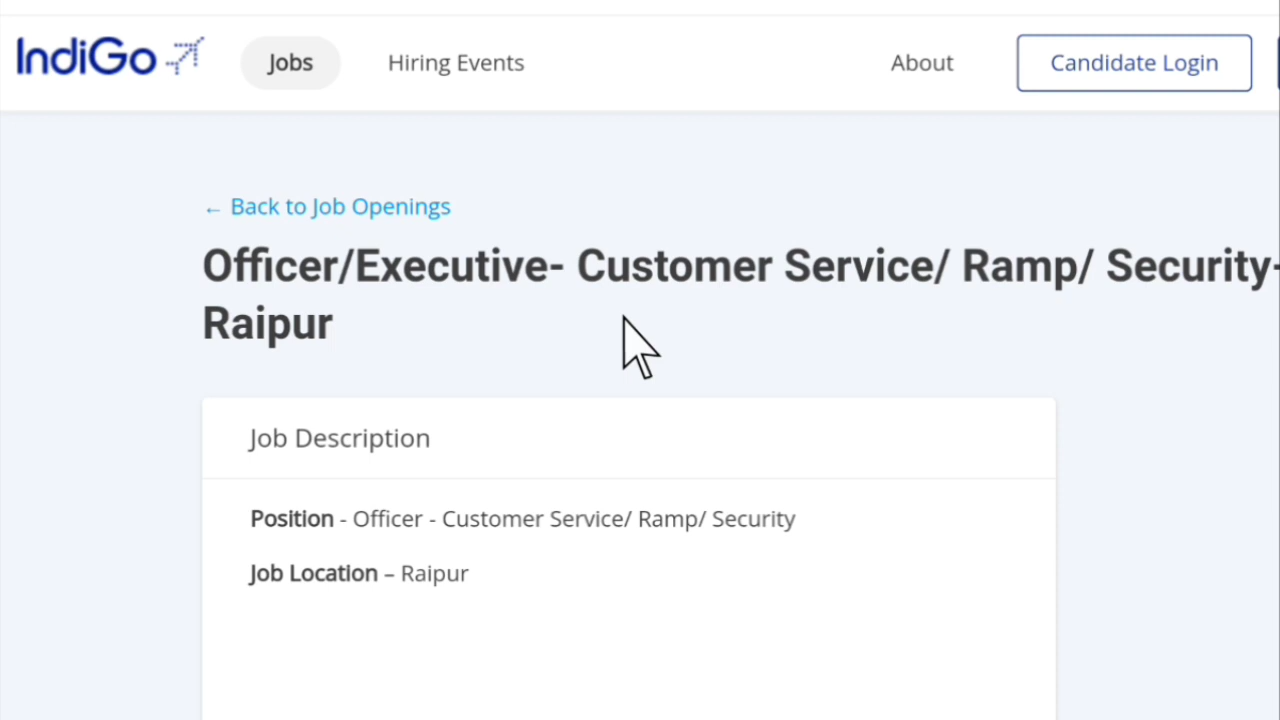 IndiGo Jobs Hiring Events About Candidate Login
← Back to Job Openings
Officer/Executive- Customer Service/ Ramp/ Security-
Raipur
Job Description
Position - Officer - Customer Service/ Ramp/ Security
Job Location – Raipur